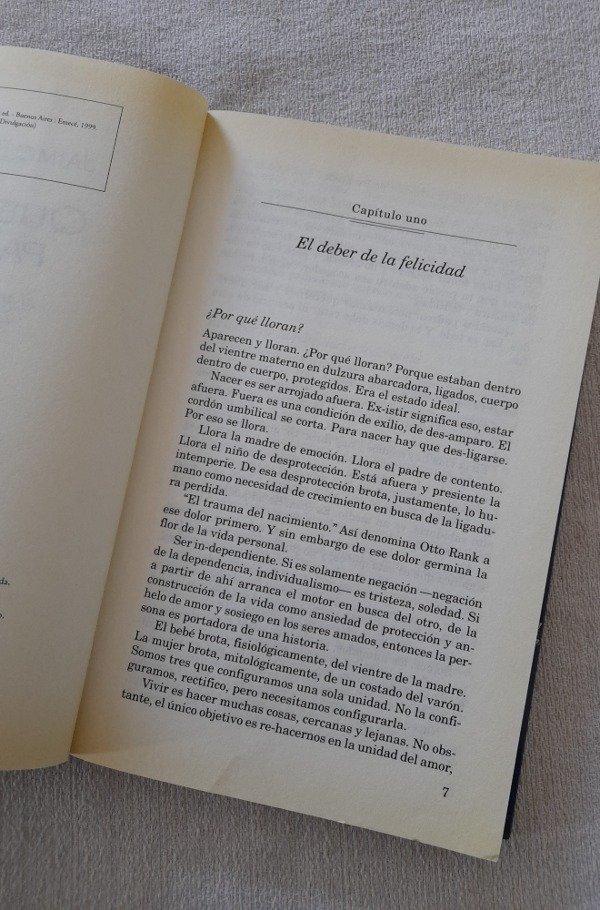 ed. - Buenos Aires : Emecé, 1999.
Divulgación)
da.
o.
Capítulo uno
El deber de la felicidad
¿Por qué lloran?
Aparecen y lloran. ¿Por qué lloran? Porque estaban dentro
del vientre materno en dulzura abarcadora, ligados, cuerpo
dentro de cuerpo, protegidos. Era el estado ideal.
Nacer es ser arrojado afuera. Ex-istir significa eso, estar
afuera. Fuera es una condición de exilio, de des-amparo. El
cordón umbilical se corta. Para nacer hay que des-ligarse.
Por eso se llora.
Llora la madre de emoción. Llora el padre de contento.
Llora el niño de desprotección. Está afuera y presiente la
intemperie. De esa desprotección brota, justamente, lo hu-
mano como necesidad de crecimiento en busca de la ligadu-
ra perdida.
"El trauma del nacimiento." Así denomina Otto Rank a
ese dolor primero. Y sin embargo de ese dolor germina la
flor de la vida personal.
Ser in-dependiente. Si es solamente negación —negación
de la dependencia, individualismo— es tristeza, soledad. Si
a partir de ahí arranca el motor en busca del otro, de la
construcción de la vida como ansiedad de protección y an-
helo de amor y sosiego en los seres amados, entonces la per-
sona es portadora de una historia.
El bebé brota, fisiológicamente, del vientre de la madre.
La mujer brota, mitológicamente, de un costado del varón.
Somos tres que configuramos una sola unidad. No la confi-
guramos, rectifico, pero necesitamos configurarla.
Vivir es hacer muchas cosas, cercanas y lejanas. No obs-
tante, el único objetivo es re-hacernos en la unidad del amor,
7